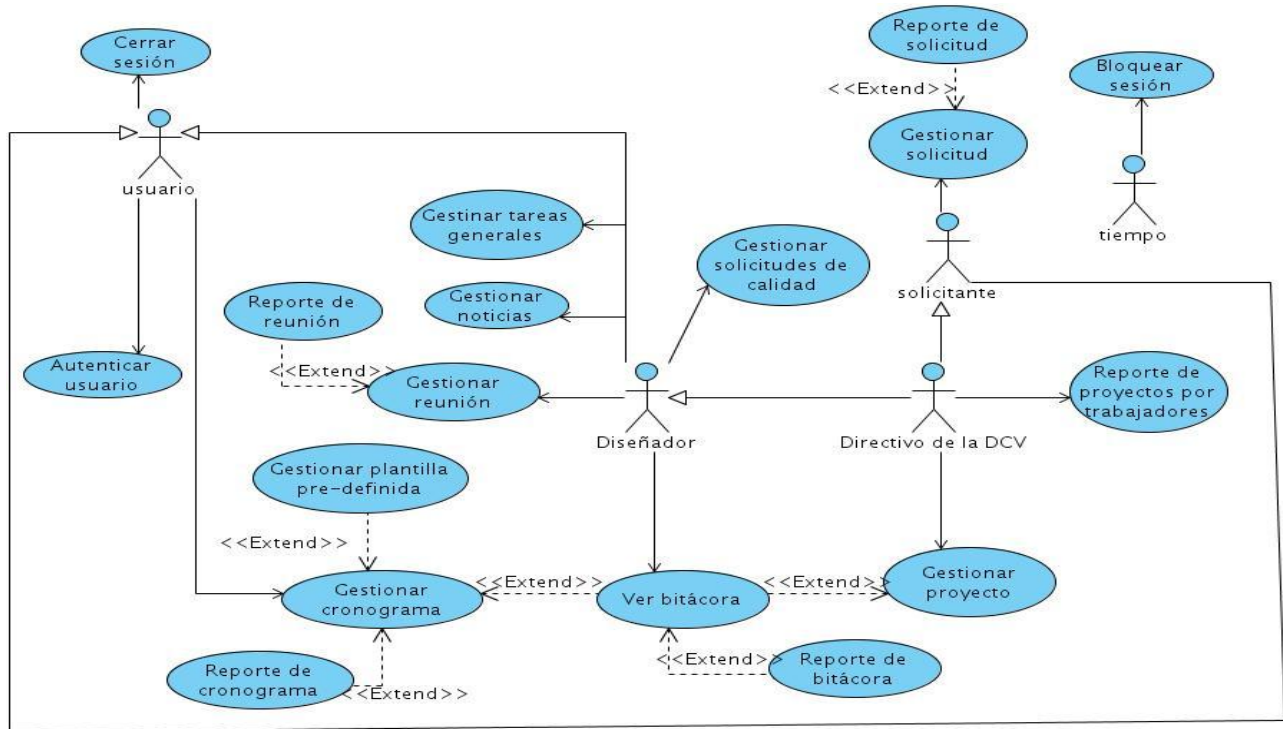 Cerrar
sesión
Reporte de
solicitud
Bloquear
sesión
<<Extend>>
Gestionar
solicitud
usuario
tiempo
Gestinar tareas
generales
Gestionar
solicitudes de
calidad
solicitante
Reporte de
reunión
Gestionar
noticias
Autenticar
usuario
<<Extend>>
Gestionar
reunión
Reporte de
proyectos por
trabajadores
Diseñador
Directivo de la DCV
Gestionar plantilla
pre-definida
<<Extend>>
Gestionar
cronograma
<<Extend>>
Ver bitácora
<<Extend>>
Gestionar
proyecto
Reporte de
cronograma
<<Extend>>
<<Extend>>
Reporte de
bitácora